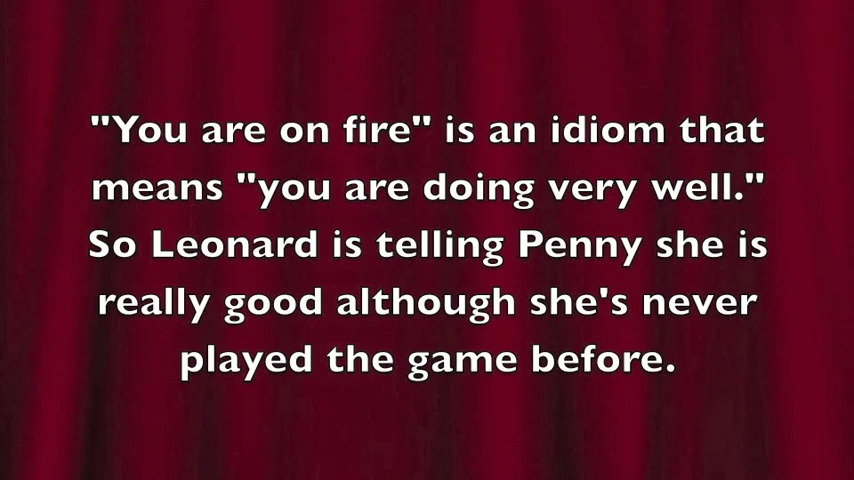 "You are on fire" is an idiom that
means "you are doing very well."
So Leonard is telling Penny she is
really good although she's never
played the game before.